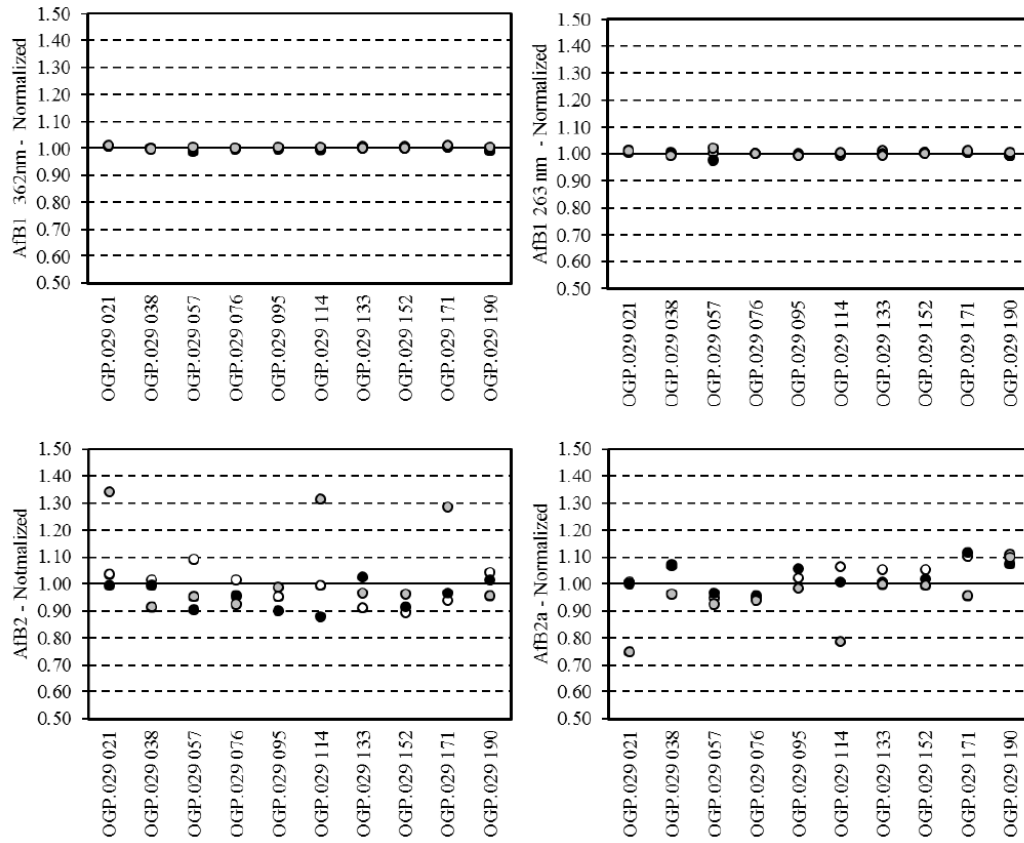 AfB1 362nm - Normalized
1.50
1.40
1.30
1.20
1.10
1.00
0.90
0.80
0.70
0.60
0.50
OGP.029 021
OGP.029 038
OGP.029 057
OGP.029 076
OGP.029 095
OGP.029 114
OGP.029 133
OGP.029 152
OGP.029 171
OGP.029 190
AfB1 263 nm - Normalized
1.50
1.40
1.30
1.20
1.10
1.00
0.90
0.80
0.70
0.60
0.50
OGP.029 021
OGP.029 038
OGP.029 057
OGP.029 076
OGP.029 095
OGP.029 114
OGP.029 133
OGP.029 152
OGP.029 171
OGP.029 190
AfB2 - Notmalized
1.50
1.40
1.30
1.20
1.10
1.00
0.90
0.80
0.70
0.60
0.50
OGP.029 021
OGP.029 038
OGP.029 057
OGP.029 076
OGP.029 095
OGP.029 114
OGP.029 133
OGP.029 152
OGP.029 171
OGP.029 190
AfB2a - Normalized
1.50
1.40
1.30
1.20
1.10
1.00
0.90
0.80
0.70
0.60
0.50
OGP.029 021
OGP.029 038
OGP.029 057
OGP.029 076
OGP.029 095
OGP.029 114
OGP.029 133
OGP.029 152
OGP.029 171
OGP.029 190